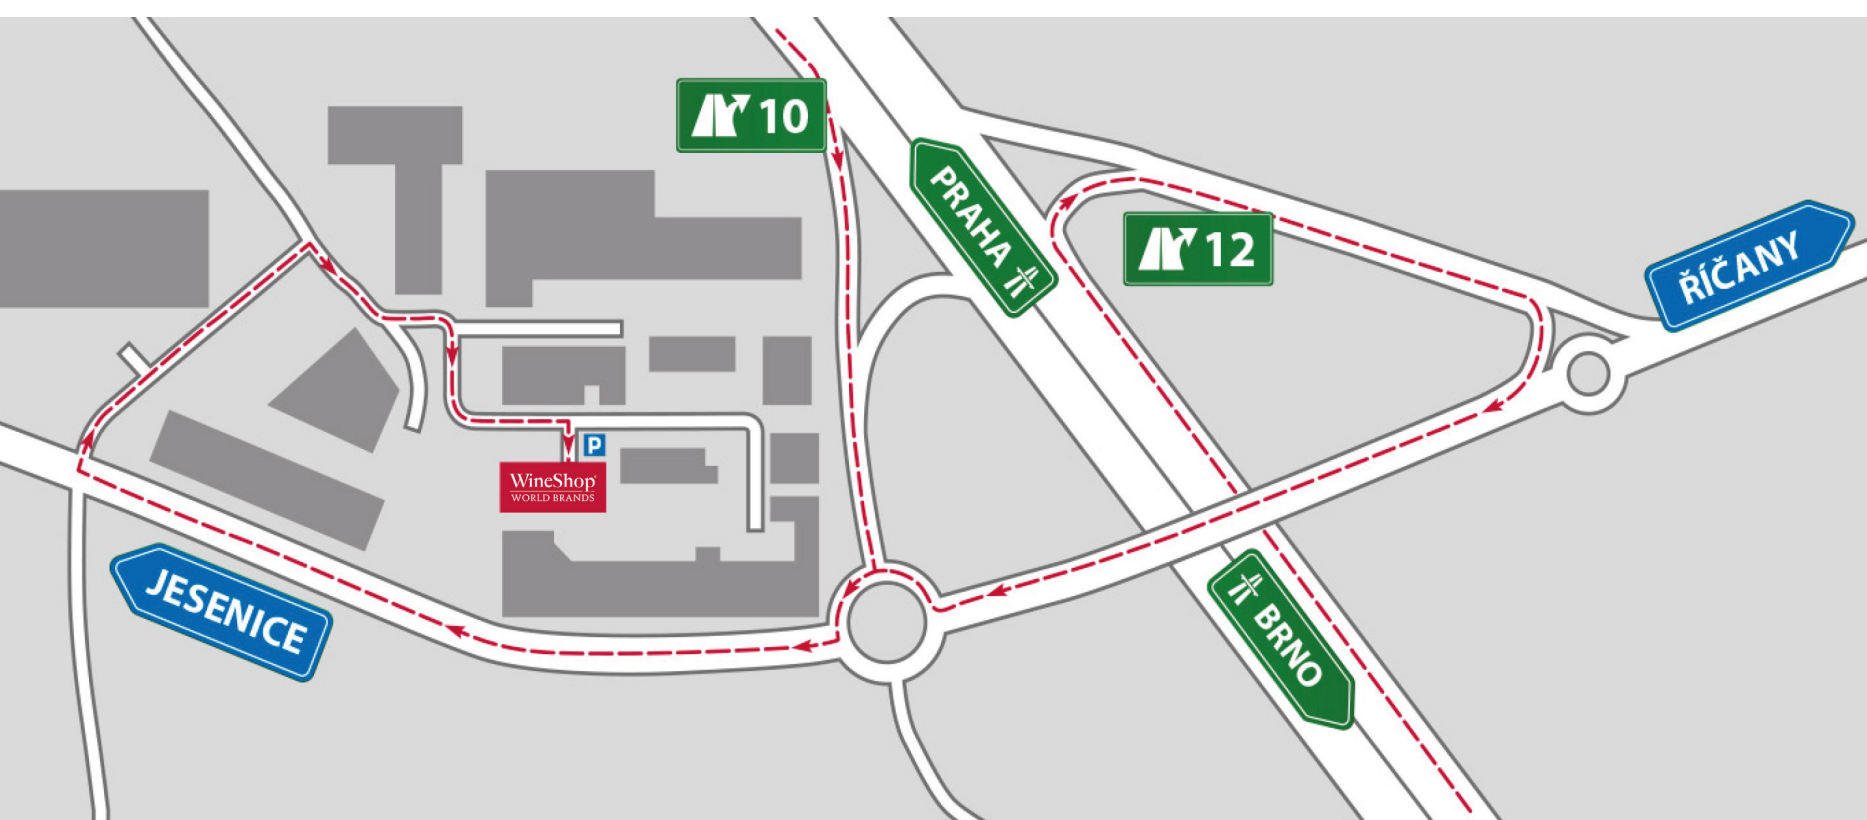 10
PRAHA
12
ŘÍČANY
P
WineShop
WORLD BRANDS
JESENICE
BRNO